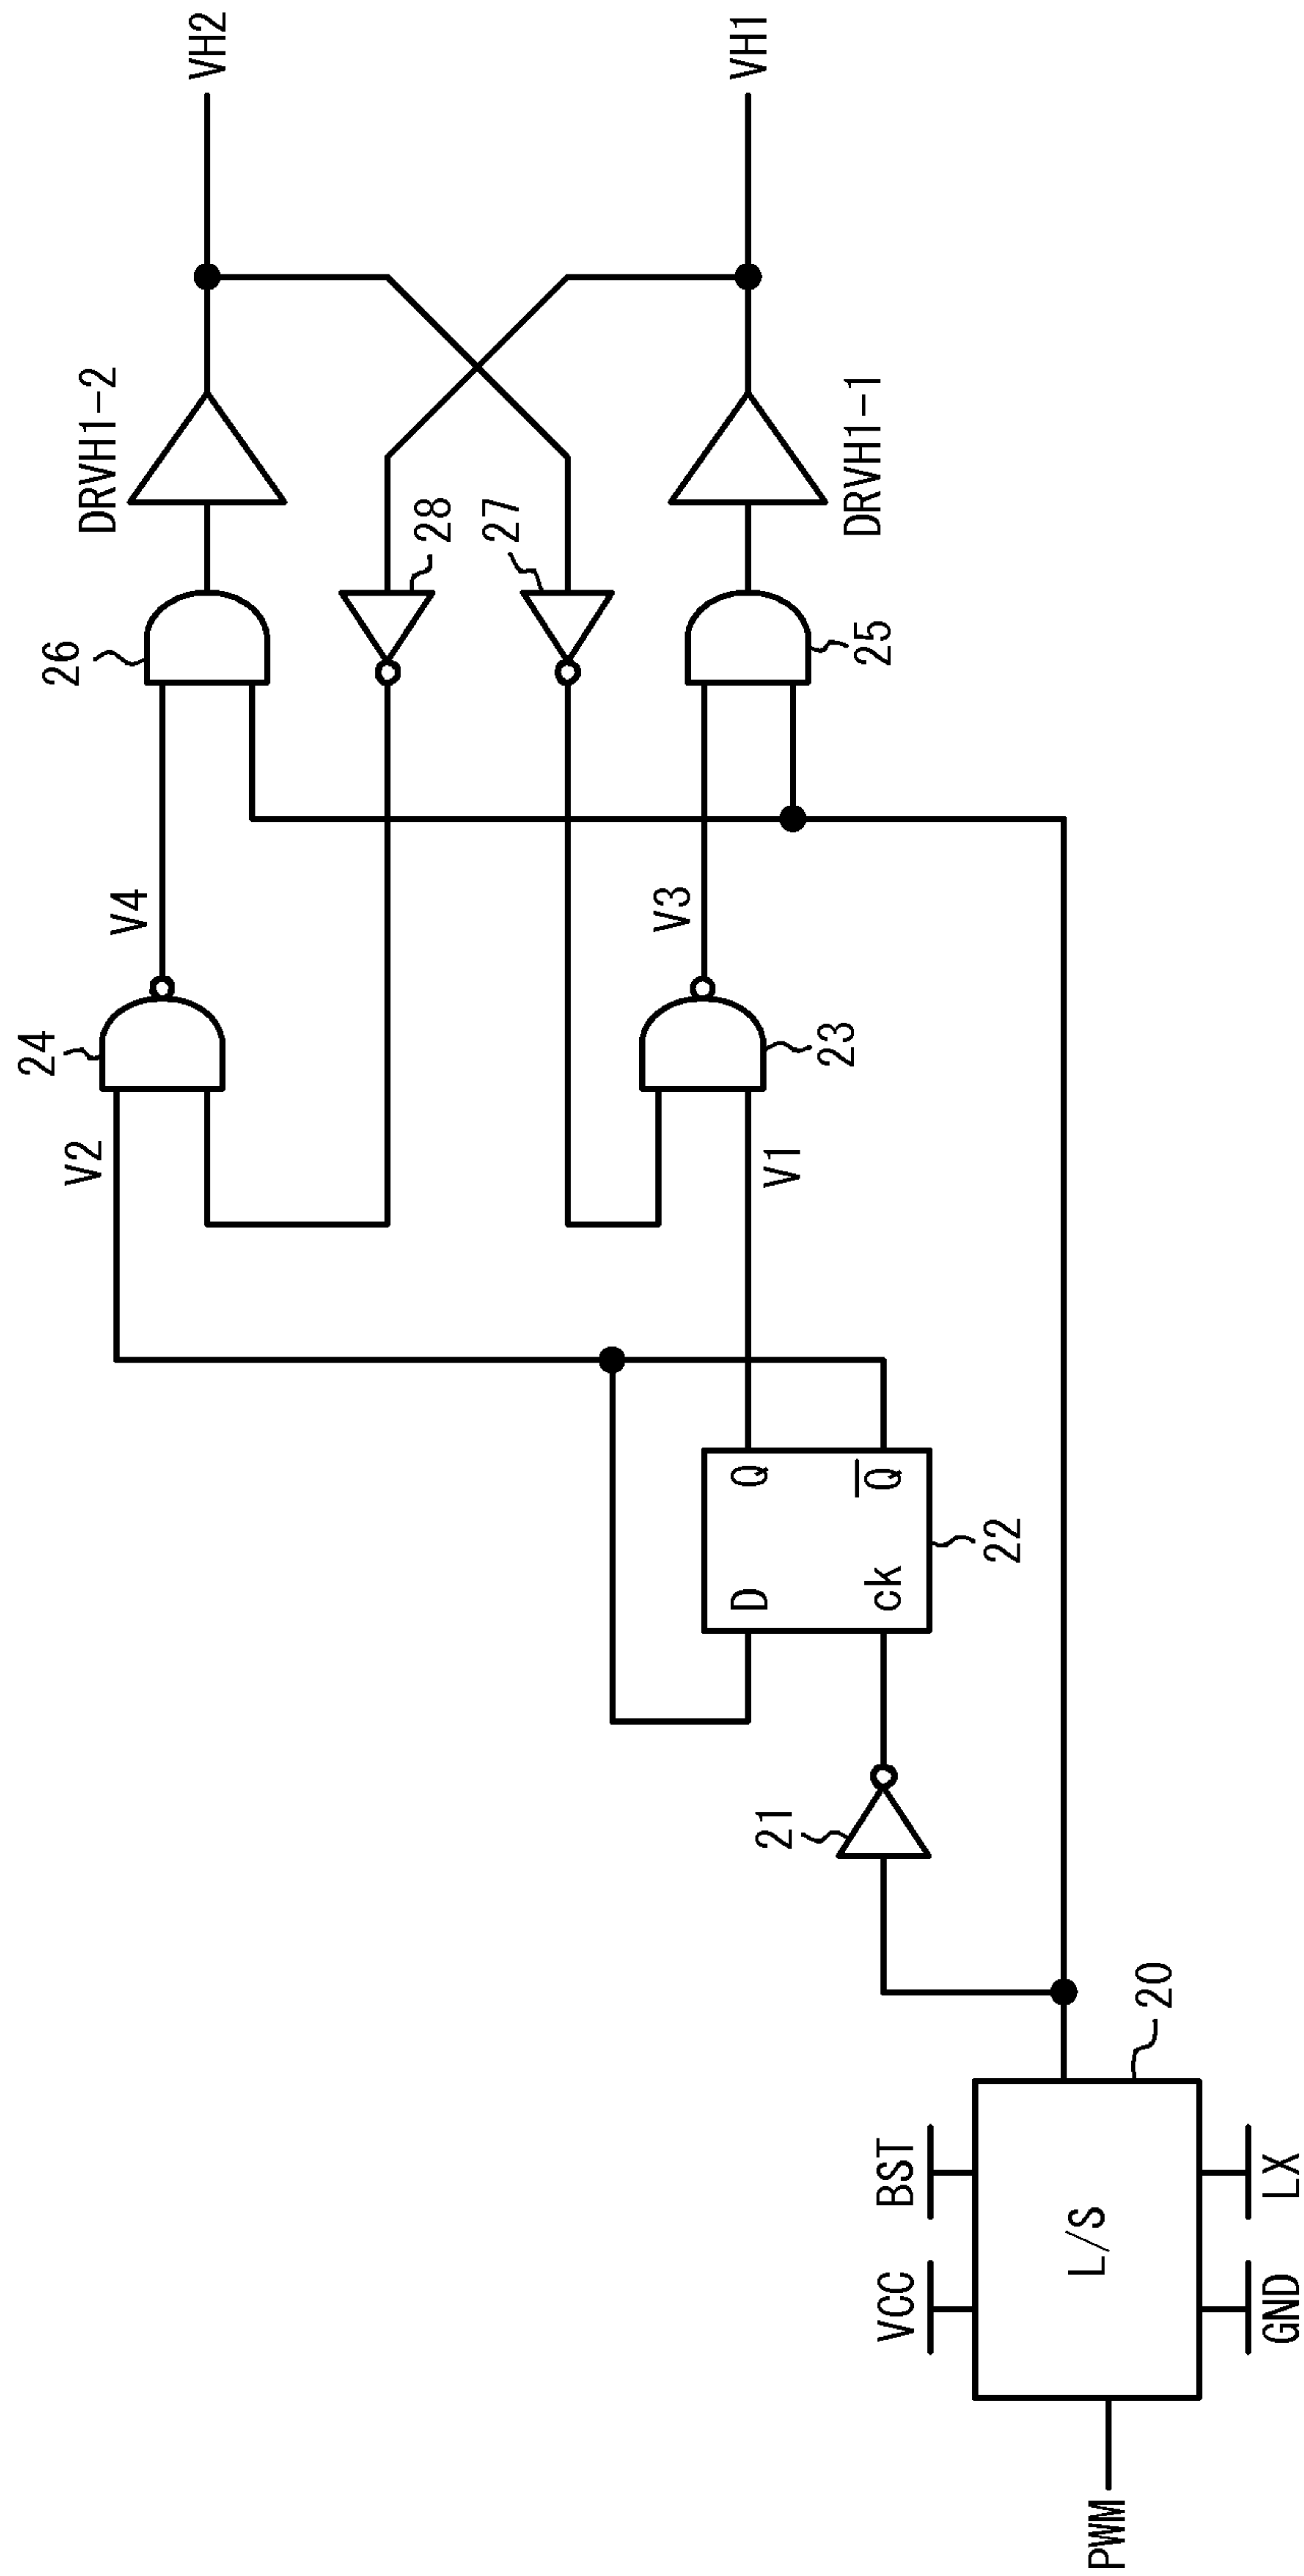 VH2
VH1
DRVH1-2
DRVH1-1
28
27
26
25
V4
V3
24
23
V2
V1
Q
Q̅
D
ck
22
21
20
BST
LX
L/S
VCC
GND
PWM